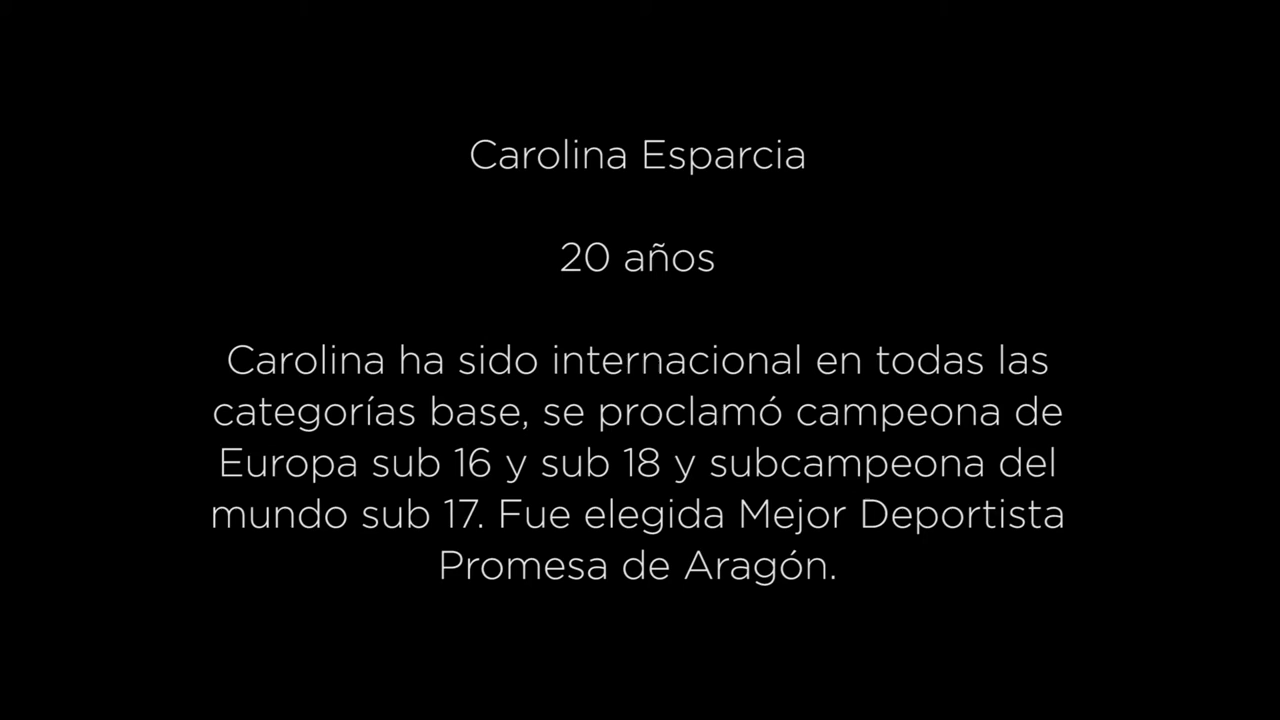 Carolina Esparcia
20 años
Carolina ha sido internacional en todas las
categorías base, se proclamó campeona de
Europa sub 16 y sub 18 y subcampeona del
mundo sub 17. Fue elegida Mejor Deportista
Promesa de Aragón.